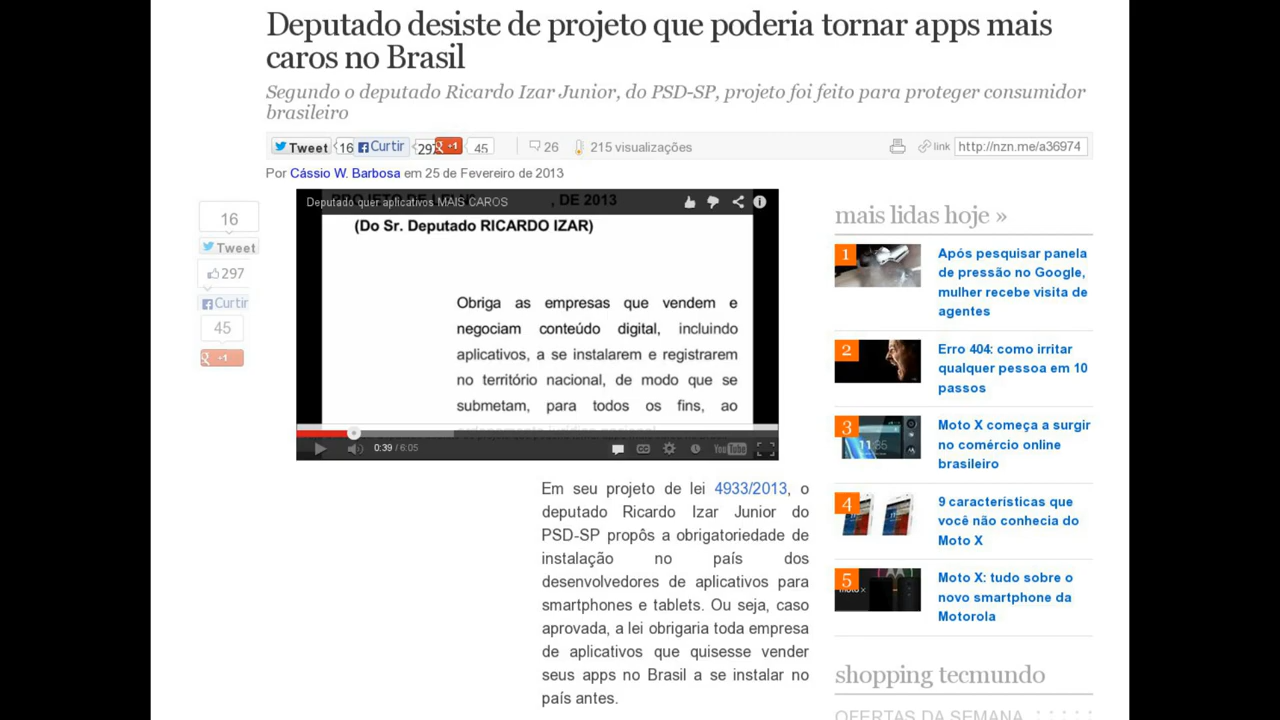 Deputado desiste de projeto que poderia tornar apps mais
caros no Brasil
Segundo o deputado Ricardo Izar Junior, do PSD-SP, projeto foi feito para proteger consumidor
brasileiro
Tweet 16 Curtir 297 +1 45 26 215 visualizações link http://nzn.me/a36974
Por Cássio W. Barbosa em 25 de Fevereiro de 2013
16
Tweet
297
Curtir
45
+1
Deputado quer aplicativos MAIS CAROS
, DE 2013
(Do Sr. Deputado RICARDO IZAR)
Obriga as empresas que vendem e
negociam conteúdo digital, incluindo
aplicativos, a se instalarem e registrarem
no território nacional, de modo que se
submetam, para todos os fins, ao
0:39 / 6:05
YouTube
Em seu projeto de lei 4933/2013, o
deputado Ricardo Izar Junior do
PSD-SP propôs a obrigatoriedade de
instalação no país dos
desenvolvedores de aplicativos para
smartphones e tablets. Ou seja, caso
aprovada, a lei obrigaria toda empresa
de aplicativos que quisesse vender
seus apps no Brasil a se instalar no
país antes.
mais lidas hoje »
1
Após pesquisar panela
de pressão no Google,
mulher recebe visita de
agentes
2
Erro 404: como irritar
qualquer pessoa em 10
passos
3
Moto X começa a surgir
no comércio online
brasileiro
4
9 características que
você não conhecia do
Moto X
5
Moto X: tudo sobre o
novo smartphone da
Motorola
shopping tecmundo
OFERTAS DA SEMANA